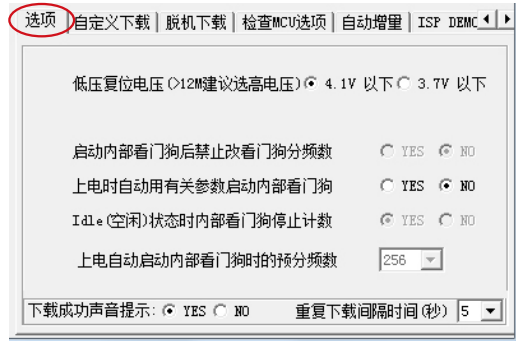 选项 自定义下载 脱机下载 检查MCU选项 自动增量 ISP DEMO
低压复位电压(>12M建议选高电压) 4.1V 以下 3.7V 以下
启动内部看门狗后禁止改看门狗分频数 YES NO
上电时自动用有关参数启动内部看门狗 YES NO
Idle(空闲)状态时内部看门狗停止计数 YES NO
上电自动启动内部看门狗时的预分频数 256
下载成功声音提示: YES NO 重复下载间隔时间(秒) 5